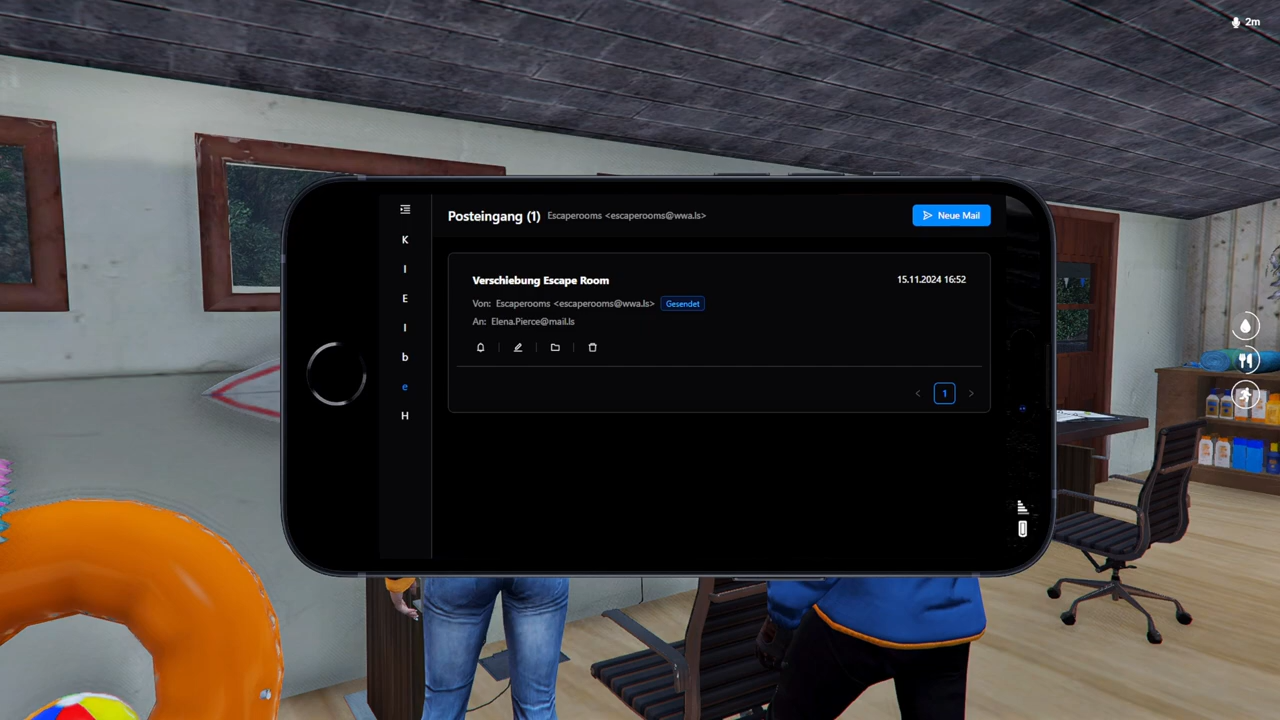 2m
Posteingang (1) Escaperooms <escaperooms@wwa.ls>
Neue Mail
K
I
E
I
b
e
H
Verschiebung Escape Room
15.11.2024 16:52
Von: Escaperooms <escaperooms@wwa.ls> Gesendet
An: Elena.Pierce@mail.ls
1